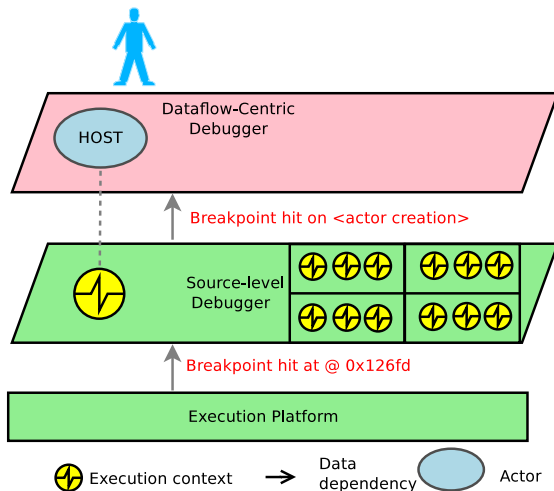 Dataflow-Centric
Debugger
HOST
Breakpoint hit on <actor creation>
Source-level
Debugger
Breakpoint hit at @ 0x126fd
Execution Platform
Execution context
Data
dependency
Actor